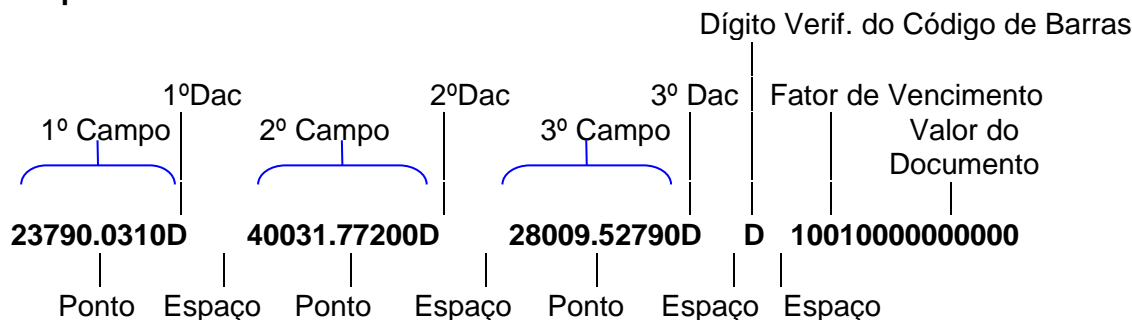 Dígito Verif. do Código de Barras
1ºDac 2ºDac 3º Dac Fator de Vencimento
1º Campo 2º Campo 3º Campo Valor do
Documento
23790.0310D 40031.77200D 28009.52790D D 10010000000000
Ponto Espaço Ponto Espaço Ponto Espaço Espaço